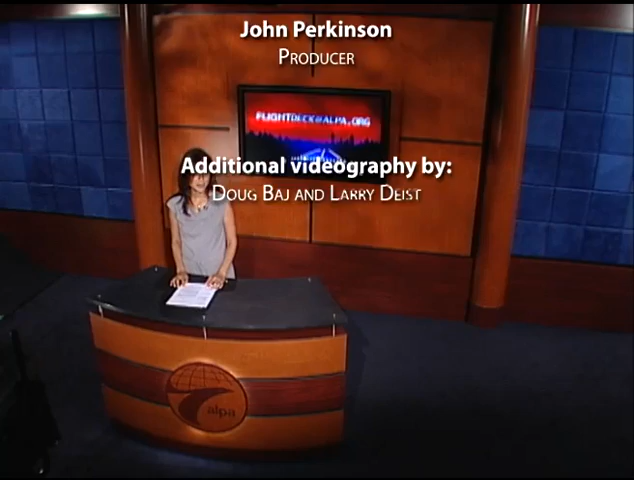 John Perkinson
Producer
FLIGHTDECK@ALPA.ORG
Additional videography by:
Doug Baj and Larry Deist
alpa